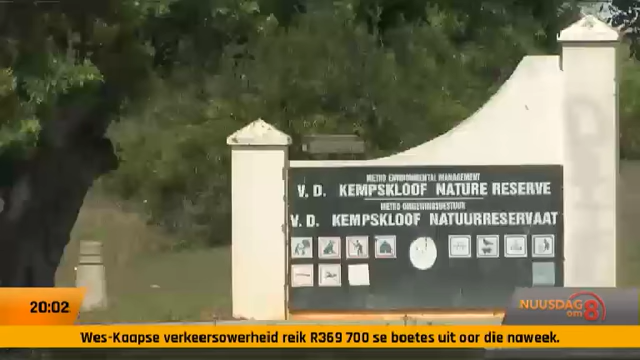 METRO ENVIRONMENTAL MANAGEMENT
V. D. KEMPSKLOOF NATURE RESERVE
METRO OMGEWINGSBESTUUR
V. D. KEMPSKLOOF NATUURRESERVAAT
20:02
NUUSDAG
om 8
Wes-Kaapse verkeersowerheid reik R369 700 se boetes uit oor die naweek.